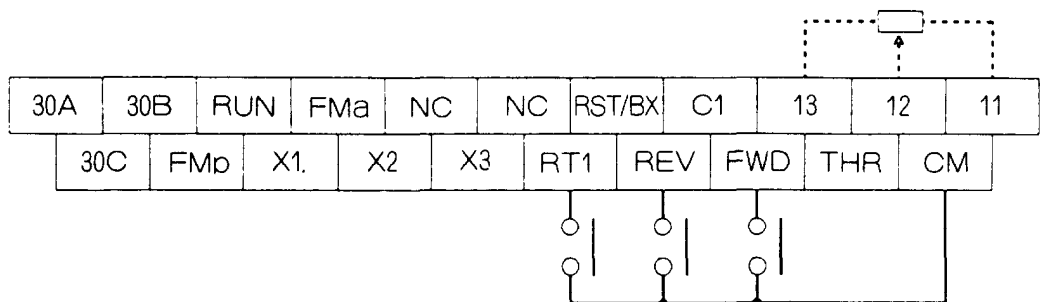 30A 30B RUN FMa NC NC RST/BX C1 13 12 11
30C FMp X1. X2 X3 RT1 REV FWD THR CM